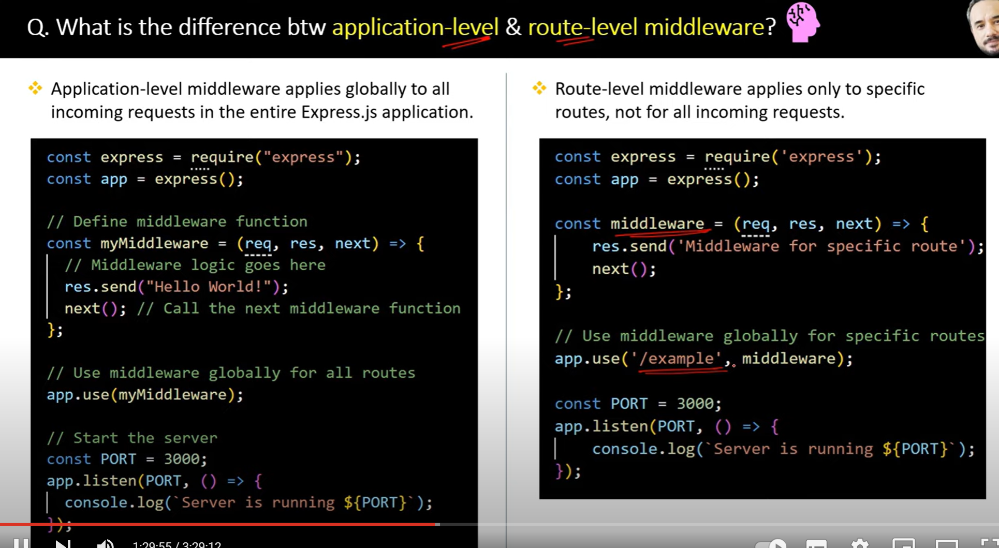 Q. What is the difference btw application-level & route-level middleware?
❖ Application-level middleware applies globally to all
incoming requests in the entire Express.js application.
const express = require("express");
const app = express();
// Define middleware function
const myMiddleware = (req, res, next) => {
// Middleware logic goes here
res.send("Hello World!");
next(); // Call the next middleware function
};
// Use middleware globally for all routes
app.use(myMiddleware);
// Start the server
const PORT = 3000;
app.listen(PORT, () => {
console.log(`Server is running ${PORT}`);
});
❖ Route-level middleware applies only to specific
routes, not for all incoming requests.
const express = require('express');
const app = express();
const middleware = (req, res, next) => {
res.send('Middleware for specific route');
next();
};
// Use middleware globally for specific routes
app.use('/example', middleware);
const PORT = 3000;
app.listen(PORT, () => {
console.log(`Server is running ${PORT}`);
});
1:29:55 / 3:29:12